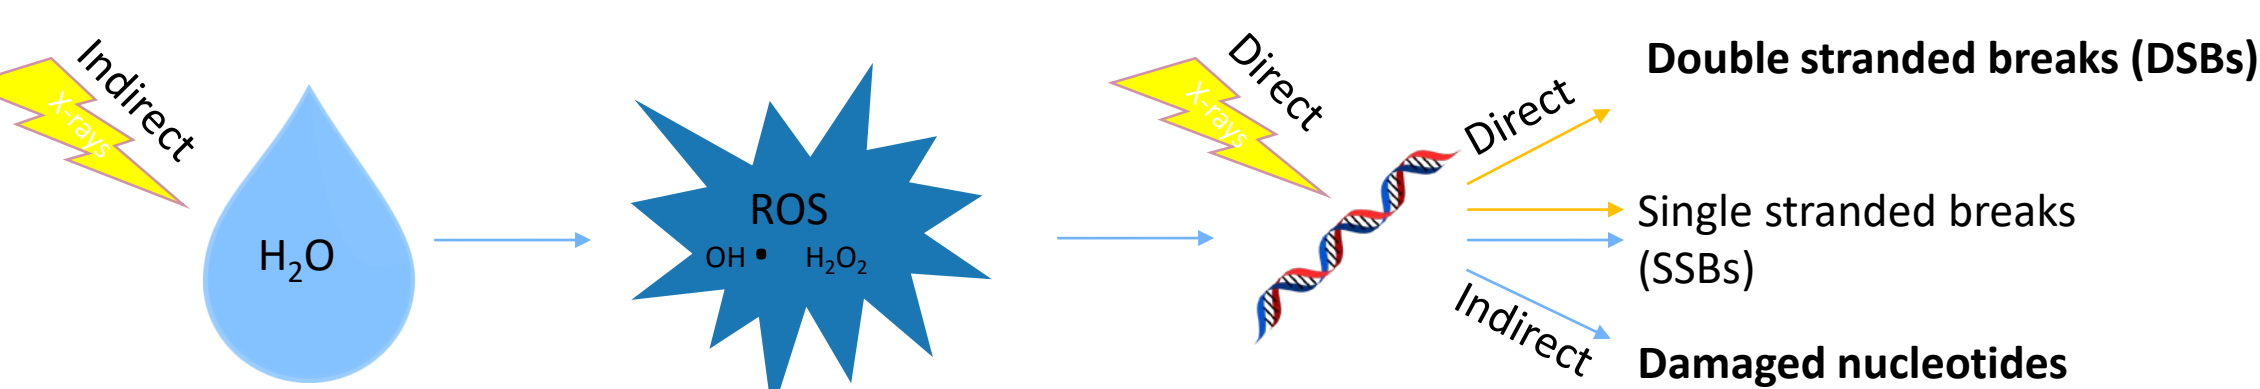 Indirect
X-rays
H₂O
ROS
OH •
H₂O₂
Direct
X-rays
Direct
Indirect
Double stranded breaks (DSBs)
Single stranded breaks
(SSBs)
Damaged nucleotides